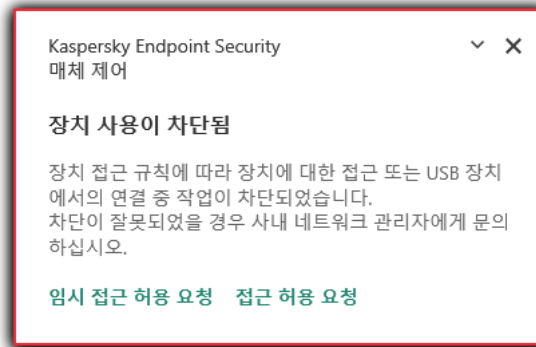 Kaspersky Endpoint Security
매체 제어
장치 사용이 차단됨
장치 접근 규칙에 따라 장치에 대한 접근 또는 USB 장치
에서의 연결 중 작업이 차단되었습니다.
차단이 잘못되었을 경우 사내 네트워크 관리자에게 문의
하십시오.
임시 접근 허용 요청 접근 허용 요청